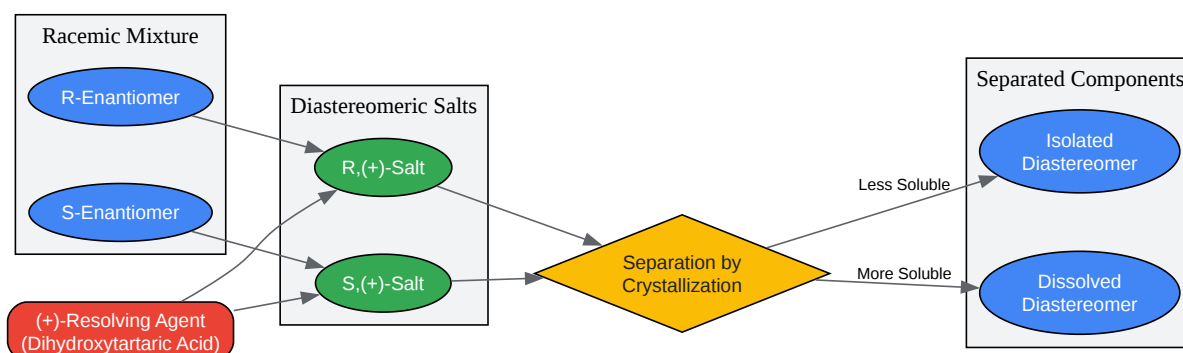 Racemic Mixture
R-Enantiomer
S-Enantiomer
(+)-Resolving Agent
(Dihydroxytartaric Acid)
Diastereomeric Salts
R,(+)-Salt
S,(+)-Salt
Separation by
Crystallization
Less Soluble
More Soluble
Separated Components
Isolated
Diastereomer
Dissolved
Diastereomer